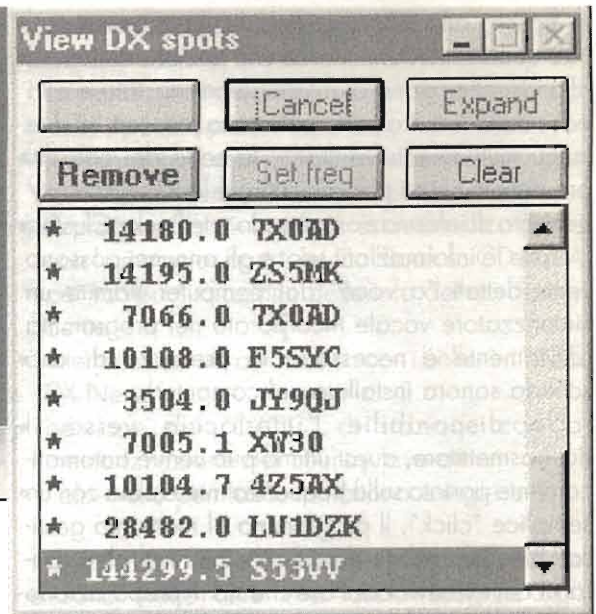 View DX spots
Cancel Expand
Remove Set freq Clear
* 14180.0 7X0AD
* 14195.0 ZS5MK
* 7066.0 7X0AD
* 10108.0 F5SYC
* 3504.0 JY9QJ
* 7005.1 XW30
* 10104.7 4Z5AX
* 28482.0 LU1DZK
* 144299.5 S53VV